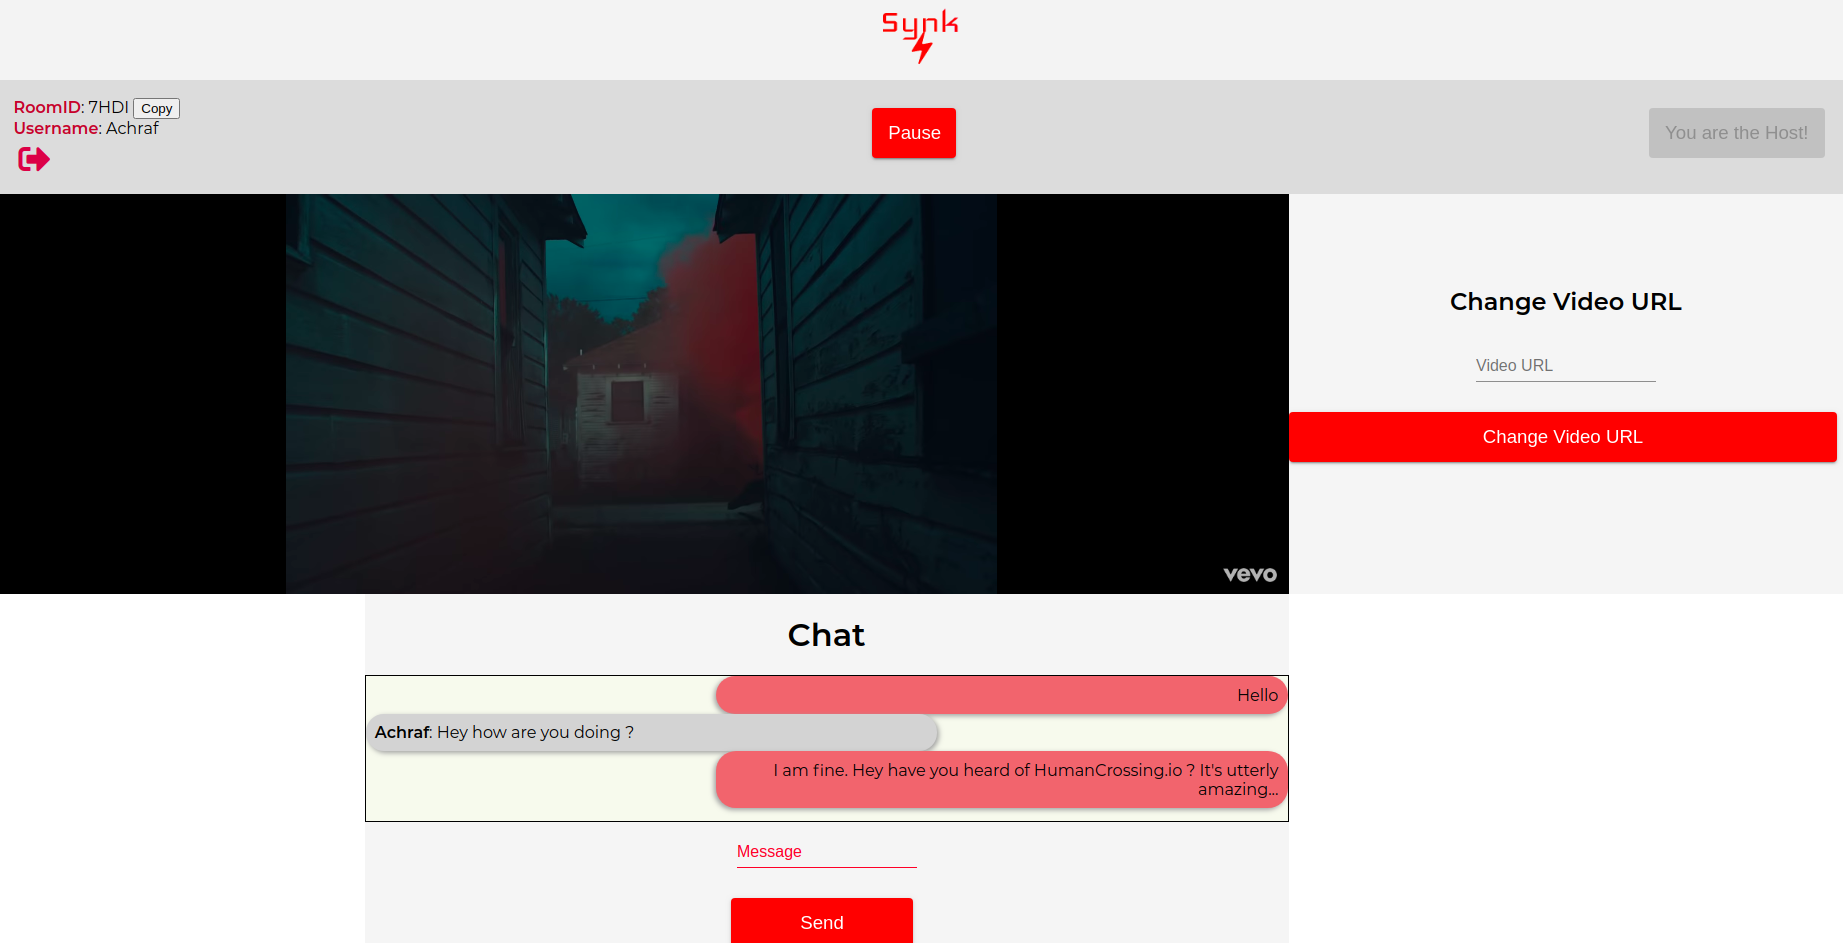 Synk
RoomID: 7HDI Copy
Username: Achraf
Pause
You are the Host!
vevo
Change Video URL
Video URL
Change Video URL
Chat
Hello
Achraf: Hey how are you doing ?
I am fine. Hey have you heard of HumanCrossing.io ? It's utterly
amazing...
Message
Send